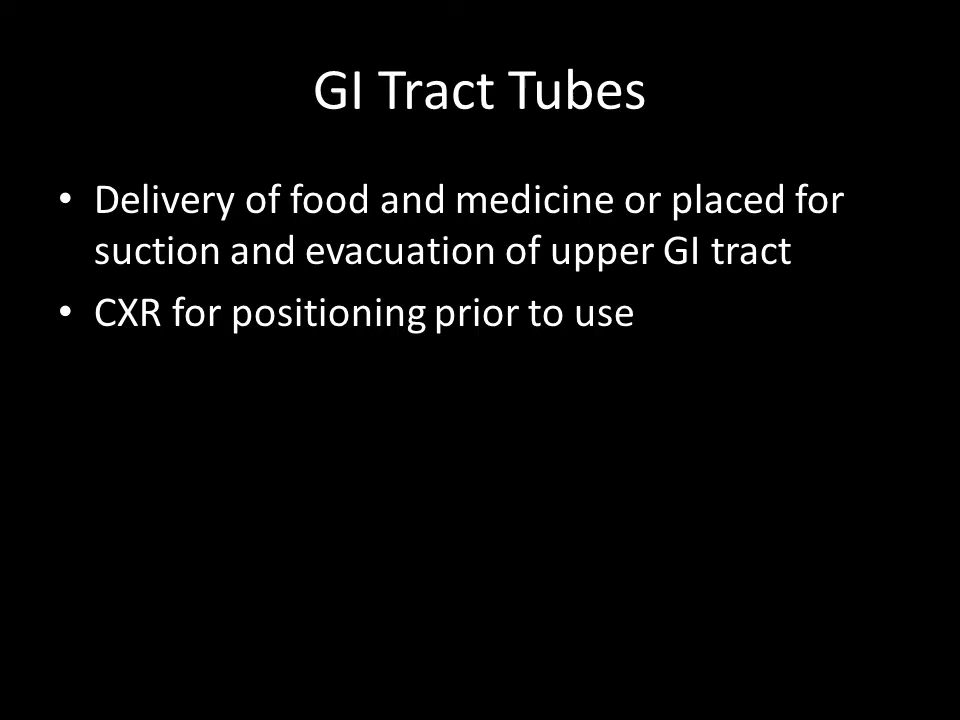 GI Tract Tubes
• Delivery of food and medicine or placed for
suction and evacuation of upper GI tract
• CXR for positioning prior to use